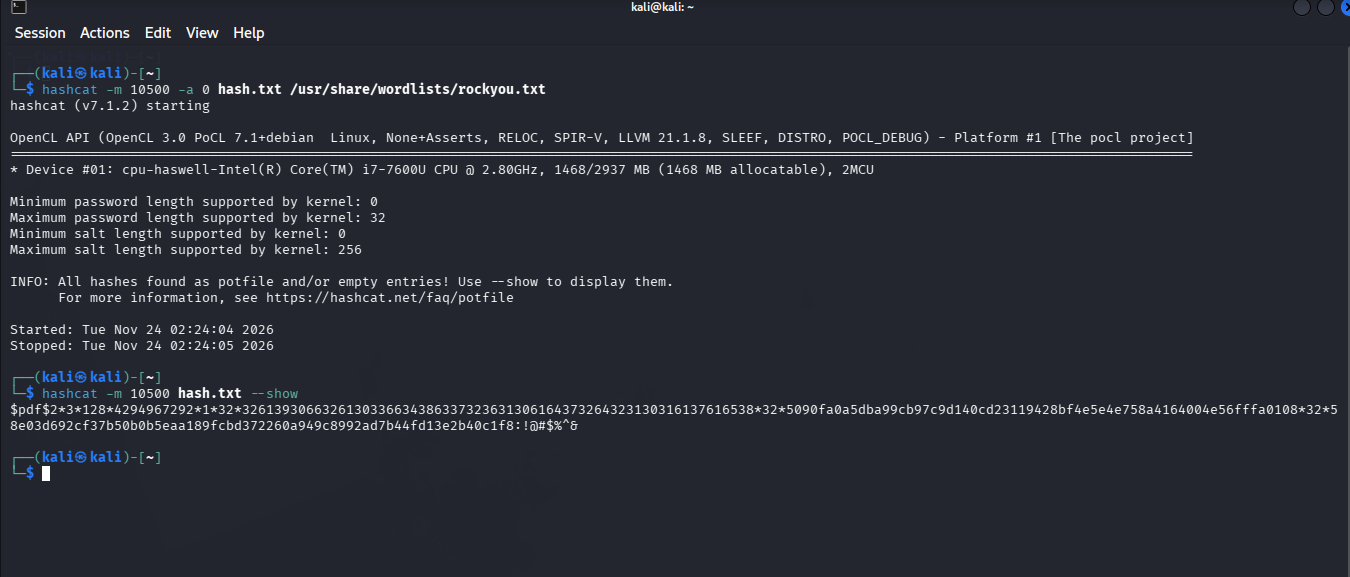 kali@kali: ~
Session Actions Edit View Help
┌──(kali㉿kali)-[~]
└─$ hashcat -m 10500 -a 0 hash.txt /usr/share/wordlists/rockyou.txt
hashcat (v7.1.2) starting
OpenCL API (OpenCL 3.0 PoCL 7.1+debian  Linux, None+Asserts, RELOC, SPIR-V, LLVM 21.1.8, SLEEF, DISTRO, POCL_DEBUG) - Platform #1 [The pocl project]
* Device #01: cpu-haswell-Intel(R) Core(TM) i7-7600U CPU @ 2.80GHz, 1468/2937 MB (1468 MB allocatable), 2MCU
Minimum password length supported by kernel: 0
Maximum password length supported by kernel: 32
Minimum salt length supported by kernel: 0
Maximum salt length supported by kernel: 256
INFO: All hashes found as potfile and/or empty entries! Use --show to display them.
      For more information, see https://hashcat.net/faq/potfile
Started: Tue Nov 24 02:24:04 2026
Stopped: Tue Nov 24 02:24:05 2026
┌──(kali㉿kali)-[~]
└─$ hashcat -m 10500 hash.txt --show
$pdf$2*3*128*4294967292*1*32*3261393066326130336634386337323631306164373264323130316137616538*32*5090fa0a5dba99cb97c9d140cd23119428bf4e5e4e758a4164004e56fffa0108*32*5
8e03d692cf37b50b0b5eaa189fcbd372260a949c8992ad7b44fd13e2b40c1f8:!@#$%^&
┌──(kali㉿kali)-[~]
└─$